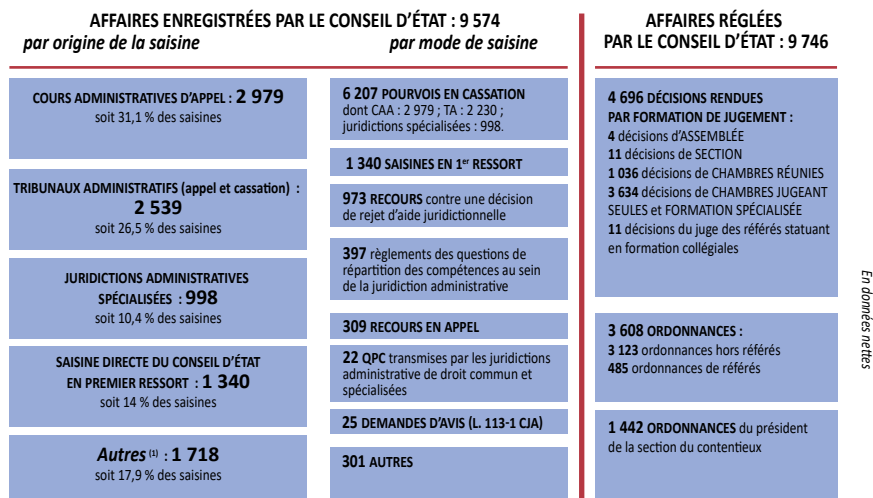 AFFAIRES ENREGISTRÉES PAR LE CONSEIL D'ÉTAT : 9 574
par origine de la saisine
par mode de saisine
COURS ADMINISTRATIVES D'APPEL : 2 979
soit 31,1 % des saisines
TRIBUNAUX ADMINISTRATIFS (appel et cassation) :
2 539
soit 26,5 % des saisines
JURIDICTIONS ADMINISTRATIVES
SPÉCIALISÉES : 998
soit 10,4 % des saisines
SAISINE DIRECTE DU CONSEIL D'ÉTAT
EN PREMIER RESSORT : 1 340
soit 14 % des saisines
Autres (1) : 1 718
soit 17,9 % des saisines
6 207 POURVOIS EN CASSATION
dont CAA : 2 979 ; TA : 2 230 ;
juridictions spécialisées : 998.
1 340 SAISINES EN 1er RESSORT
973 RECOURS contre une décision
de rejet d'aide juridictionnelle
397 règlements des questions de
répartition des compétences au sein
de la juridiction administrative
309 RECOURS EN APPEL
22 QPC transmises par les juridictions
administrative de droit commun et
spécialisées
25 DEMANDES D'AVIS (L. 113-1 CJA)
301 AUTRES
AFFAIRES RÉGLÉES
PAR LE CONSEIL D'ÉTAT : 9 746
4 696 DÉCISIONS RENDUES
PAR FORMATION DE JUGEMENT :
4 décisions d'ASSEMBLÉE
11 décisions de SECTION
1 036 décisions de CHAMBRES RÉUNIES
3 634 décisions de CHAMBRES JUGEANT
SEULES et FORMATION SPÉCIALISÉE
11 décisions du juge des référés statuant
en formation collégiales
3 608 ORDONNANCES :
3 123 ordonnances hors référés
485 ordonnances de référés
1 442 ORDONNANCES du président
de la section du contentieux
En données nettes